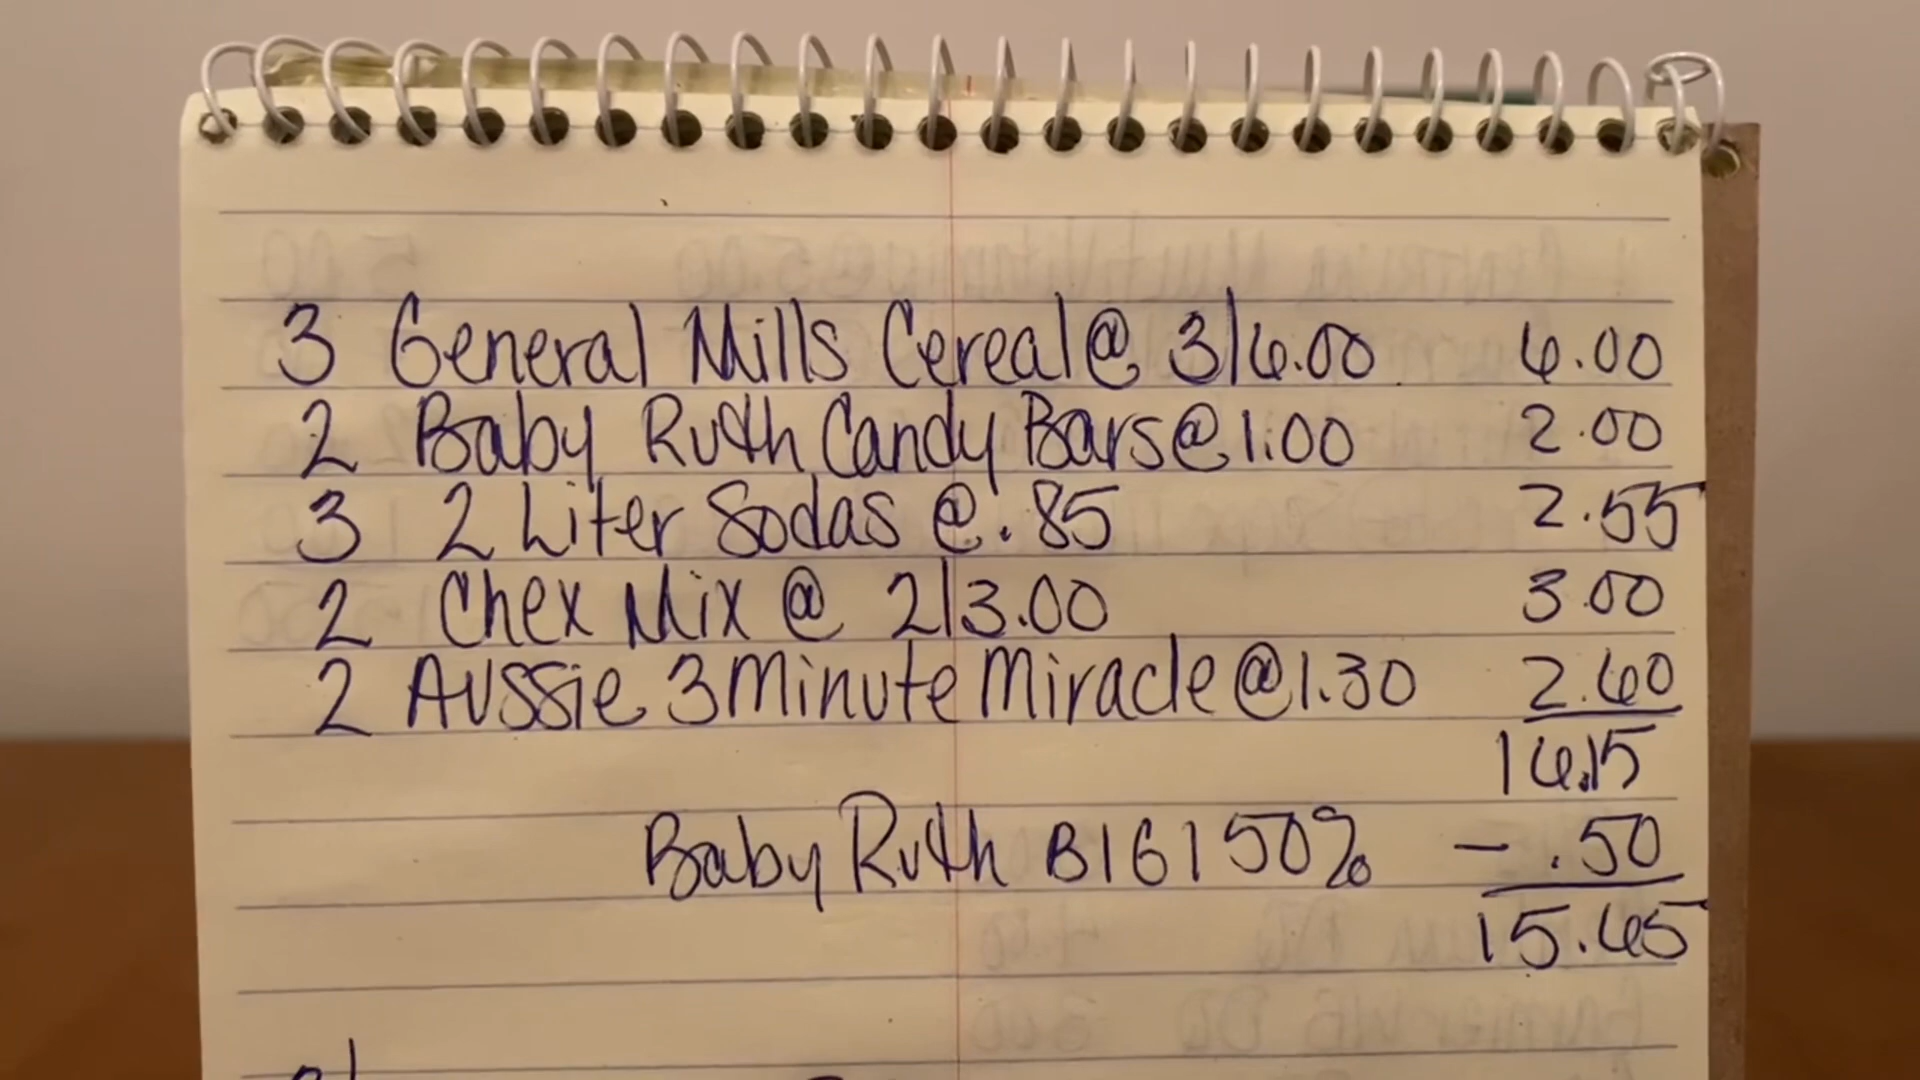 3 General Mills Cereal @ 3/6.00 6.00
2 Baby Ruth Candy Bars @ 1.00 2.00
3 2 Liter Sodas @ .85 2.55
2 Chex Mix @ 2/3.00 3.00
2 Aussie 3 Minute Miracle @ 1.30 2.60
16.15
Baby Ruth B1G1 50% - .50
15.65